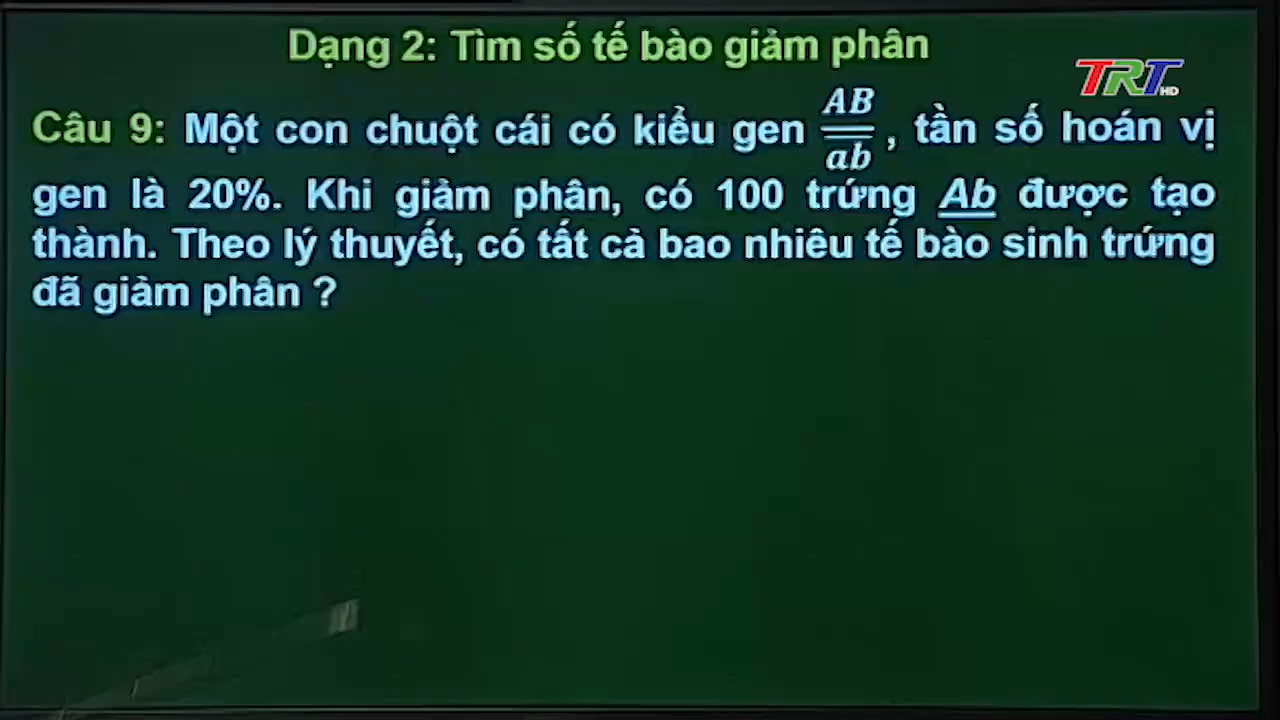 Dạng 2: Tìm số tế bào giảm phân
TRT HD
Câu 9: Một con chuột cái có kiểu gen AB/ab, tần số hoán vị
gen là 20%. Khi giảm phân, có 100 trứng Ab được tạo
thành. Theo lý thuyết, có tất cả bao nhiêu tế bào sinh trứng
đã giảm phân ?